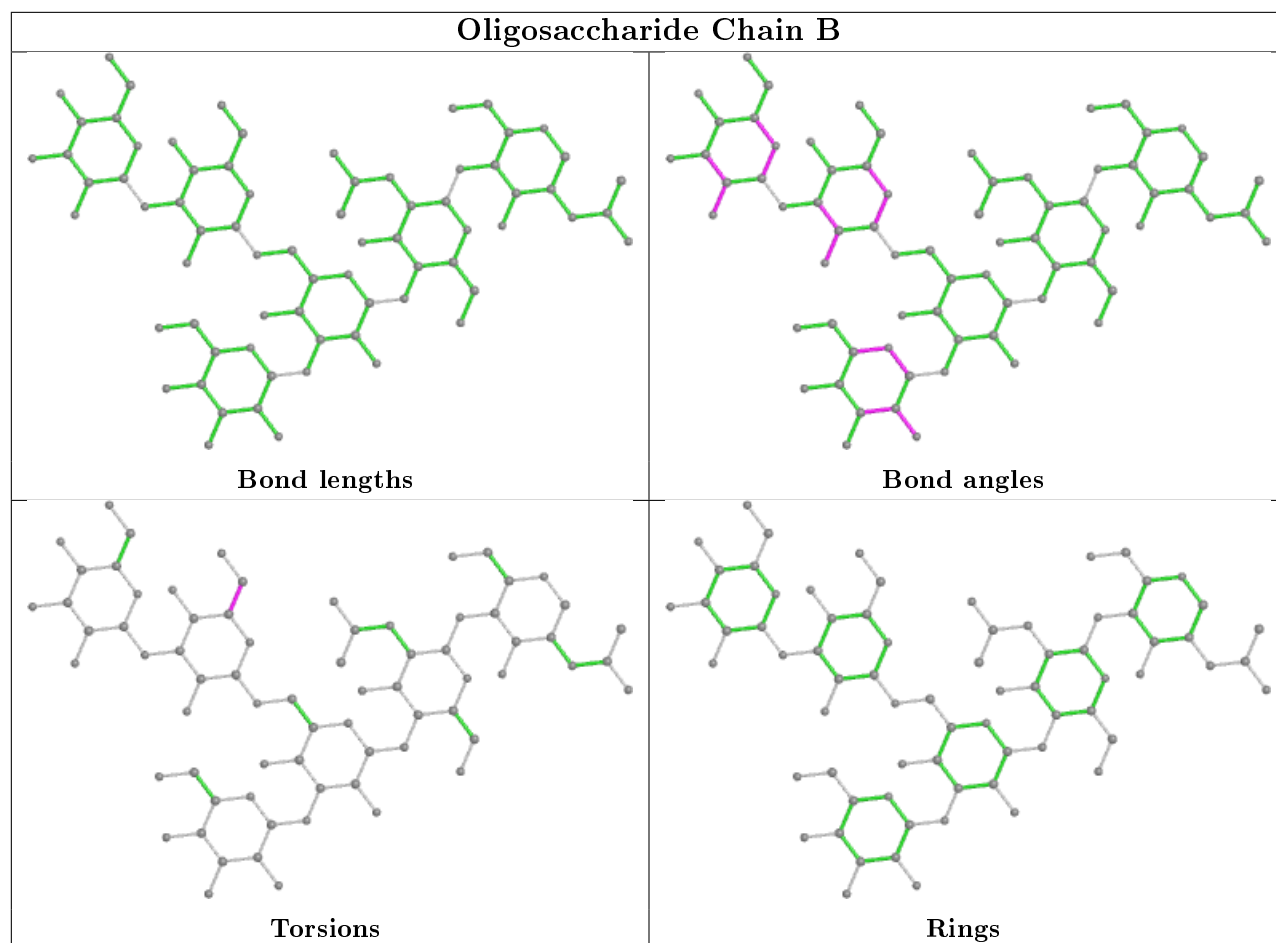 Oligosaccharide Chain B
Bond lengths
Bond angles
Torsions
Rings